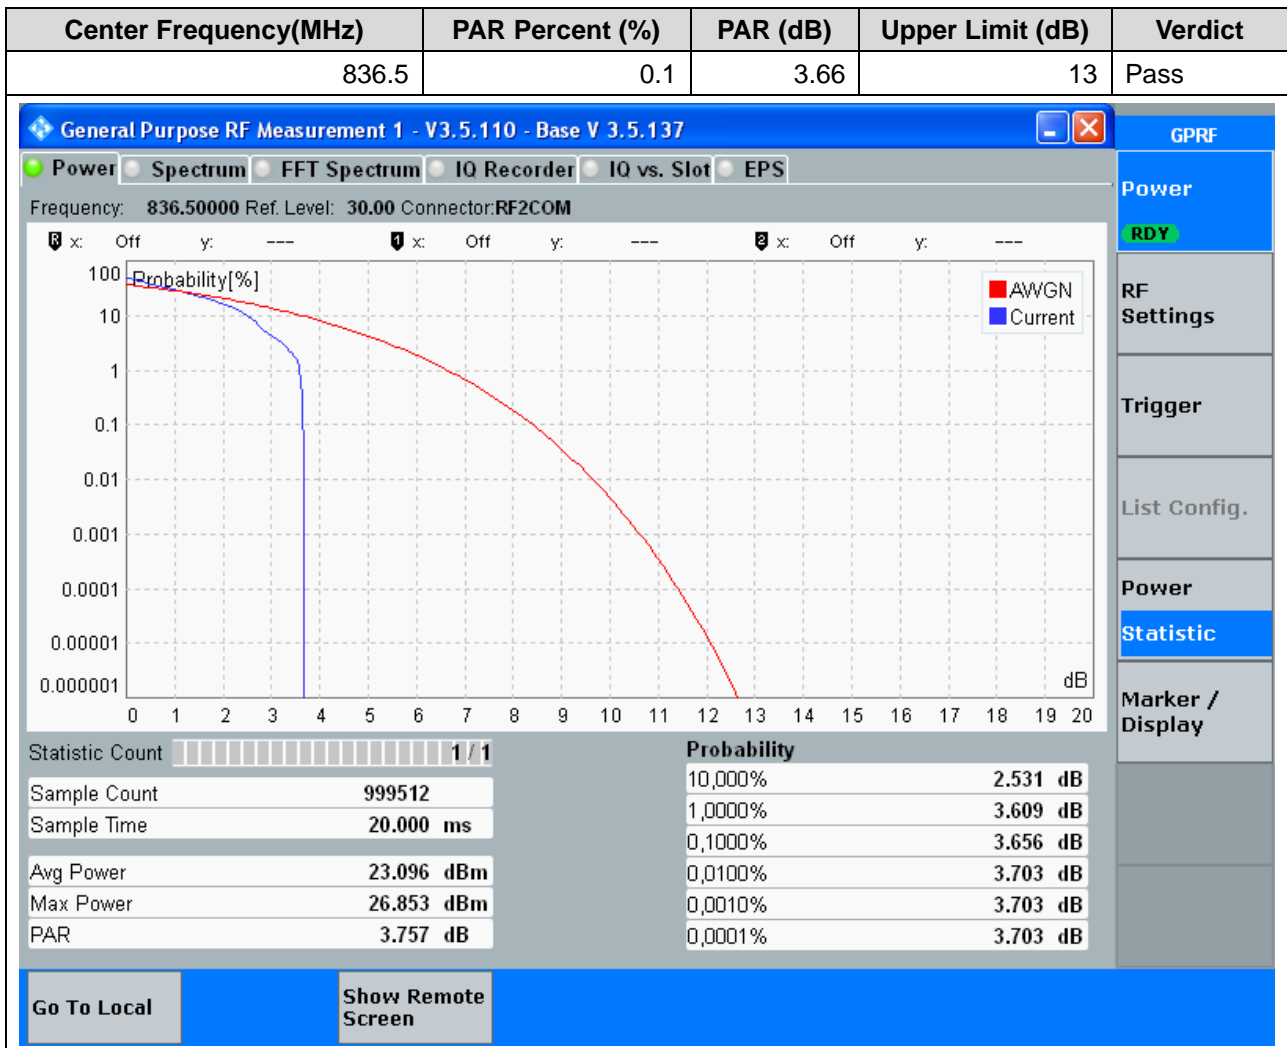 Center Frequency(MHz) PAR Percent (%) PAR (dB) Upper Limit (dB) Verdict
836.5 0.1 3.66 13 Pass
General Purpose RF Measurement 1 - V3.5.110 - Base V 3.5.137
GPRF
Power Spectrum FFT Spectrum IQ Recorder IQ vs. Slot EPS
Frequency: 836.50000 Ref. Level: 30.00 Connector:RF2COM
R x: Off y: --- 1 x: Off y: --- 2 x: Off y: ---
Probability[%]
AWGN
Current
100
10
1
0.1
0.01
0.001
0.0001
0.00001
0.000001
dB
0 1 2 3 4 5 6 7 8 9 10 11 12 13 14 15 16 17 18 19 20
Statistic Count 1 / 1
Sample Count 999512
Sample Time 20.000 ms
Avg Power 23.096 dBm
Max Power 26.853 dBm
PAR 3.757 dB
Probability
10,000% 2.531 dB
1,0000% 3.609 dB
0,1000% 3.656 dB
0,0100% 3.703 dB
0,0010% 3.703 dB
0,0001% 3.703 dB
Power
RDY
RF
Settings
Trigger
List Config.
Power
Statistic
Marker /
Display
Go To Local
Show Remote
Screen